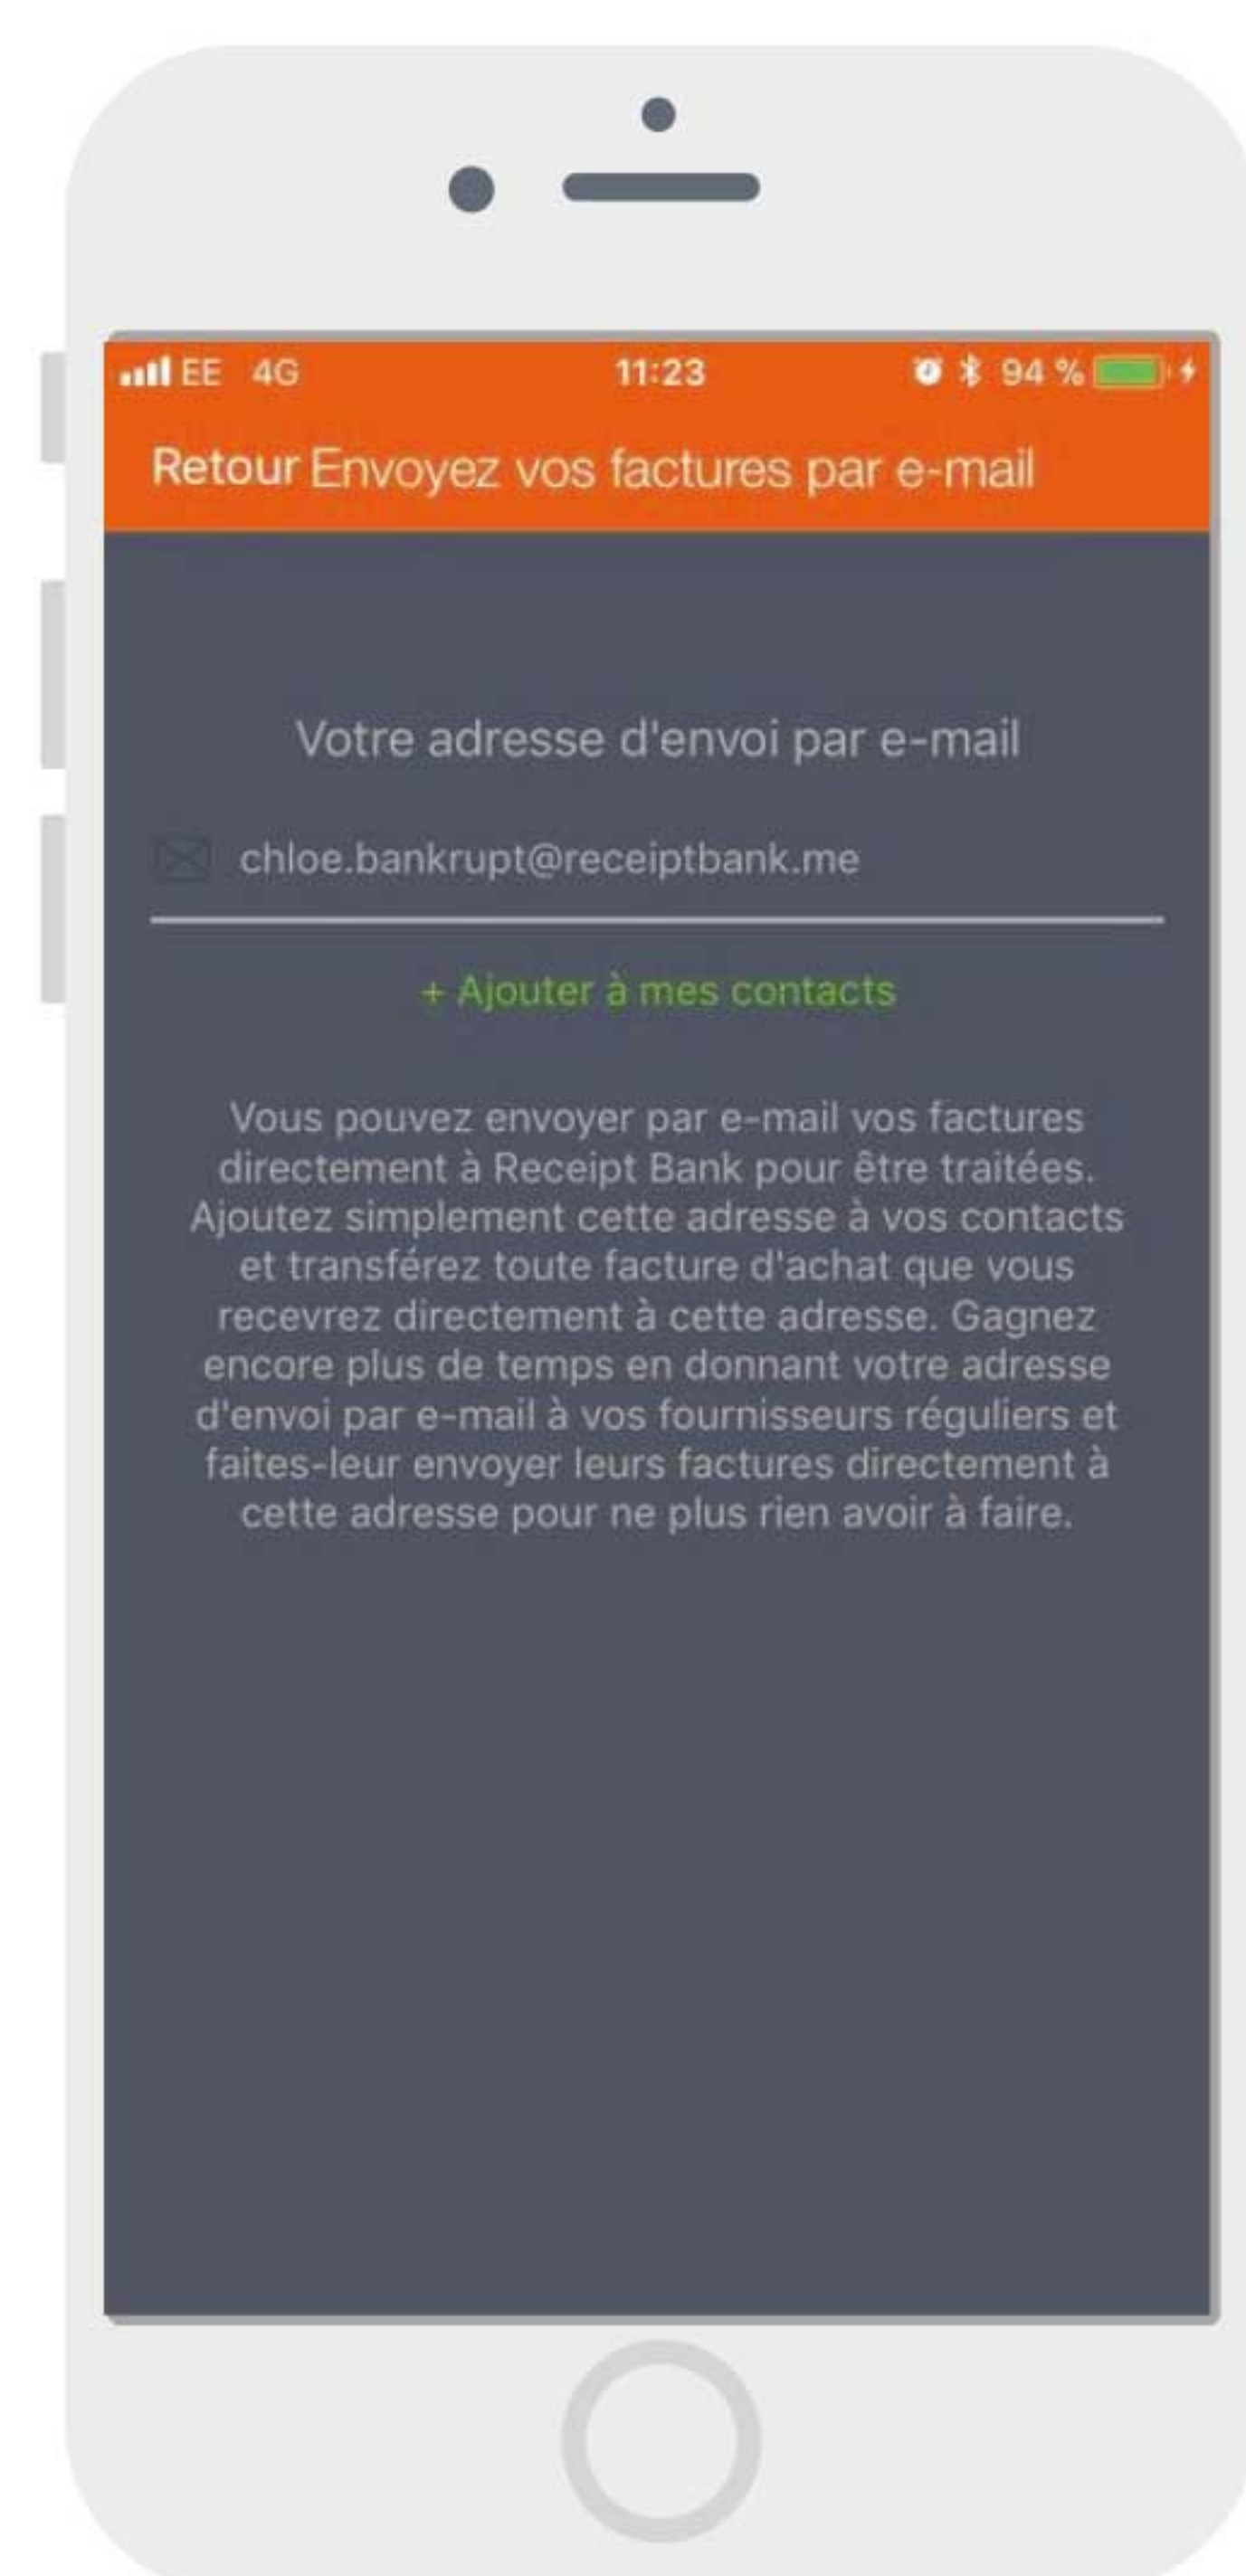 EE 4G 11:23 94 %
Retour Envoyez vos factures par e-mail
Votre adresse d'envoi par e-mail
chloe.bankrupt@receiptbank.me
+ Ajouter à mes contacts
Vous pouvez envoyer par e-mail vos factures
directement à Receipt Bank pour être traitées.
Ajoutez simplement cette adresse à vos contacts
et transférez toute facture d'achat que vous
recevrez directement à cette adresse. Gagnez
encore plus de temps en donnant votre adresse
d'envoi par e-mail à vos fournisseurs réguliers et
faites-leur envoyer leurs factures directement à
cette adresse pour ne plus rien avoir à faire.